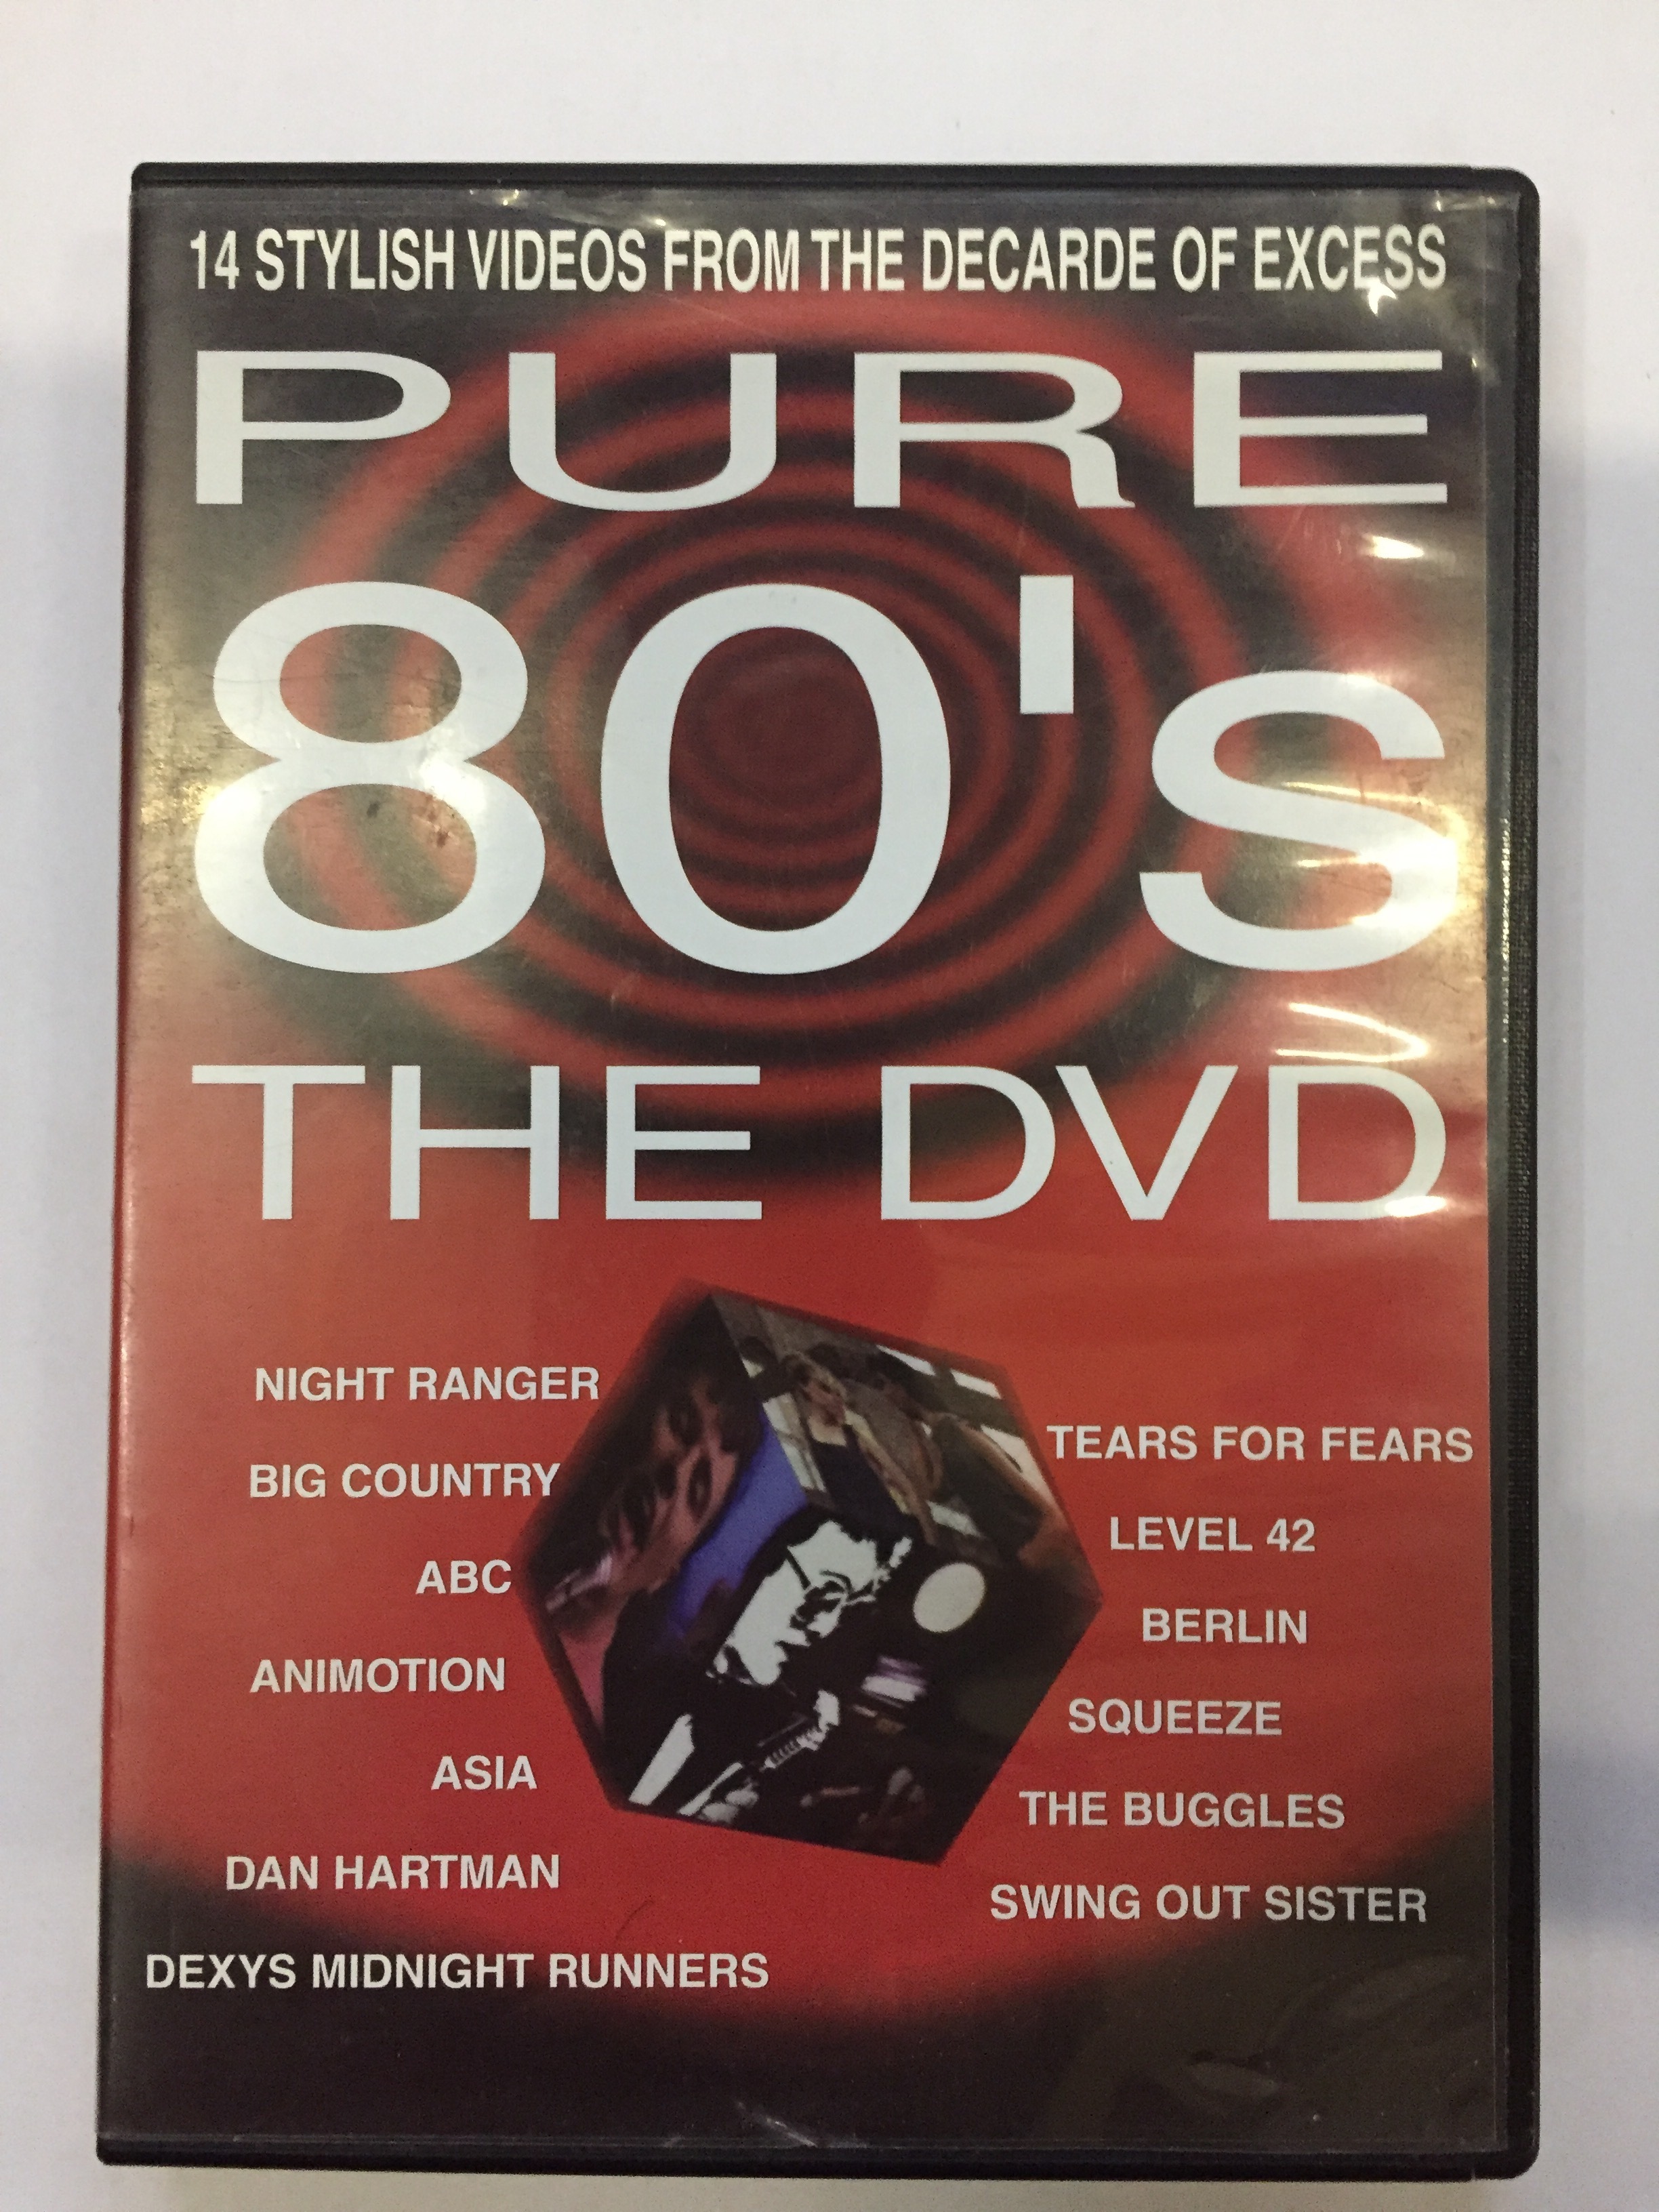 14 STYLISH VIDEOS FROM THE DECARDE OF EXCESS
PURE
80's
THE DVD
NIGHT RANGER
BIG COUNTRY
ABC
ANIMOTION
ASIA
DAN HARTMAN
DEXYS MIDNIGHT RUNNERS
TEARS FOR FEARS
LEVEL 42
BERLIN
SQUEEZE
THE BUGGLES
SWING OUT SISTER